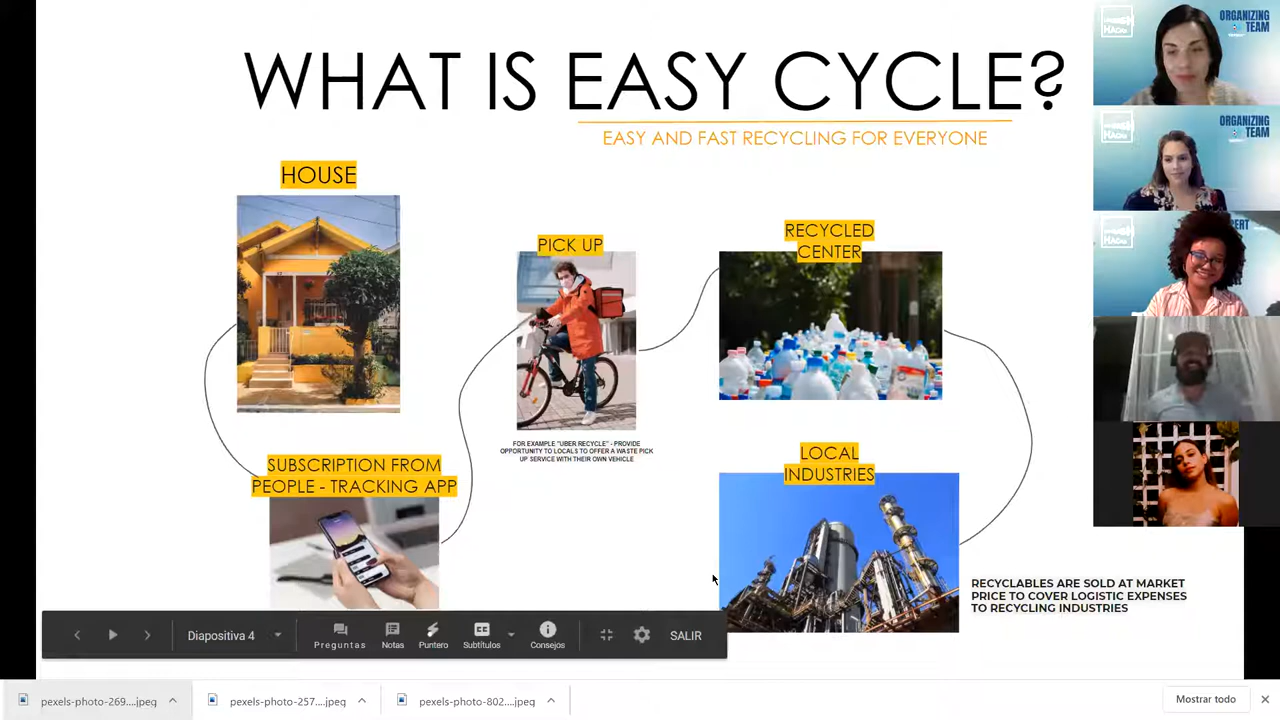 WHAT IS EASY CYCLE?
EASY AND FAST RECYCLING FOR EVERYONE
HOUSE
PICK UP
FOR EXAMPLE "UBER RECYCLE" - PROVIDE
OPPORTUNITY TO LOCALS TO OFFER A WASTE PICK
UP SERVICE WITH THEIR OWN VEHICLE
RECYCLED
CENTER
SUBSCRIPTION FROM
PEOPLE - TRACKING APP
LOCAL
INDUSTRIES
RECYCLABLES ARE SOLD AT MARKET
PRICE TO COVER LOGISTIC EXPENSES
TO RECYCLING INDUSTRIES
ORGANIZING
TEAM
ORGANIZING
TEAM
Diapositiva 4
Preguntas
Notas
Puntero
Subtítulos
Consejos
SALIR
pexels-photo-269....jpeg
pexels-photo-257....jpeg
pexels-photo-802....jpeg
Mostrar todo